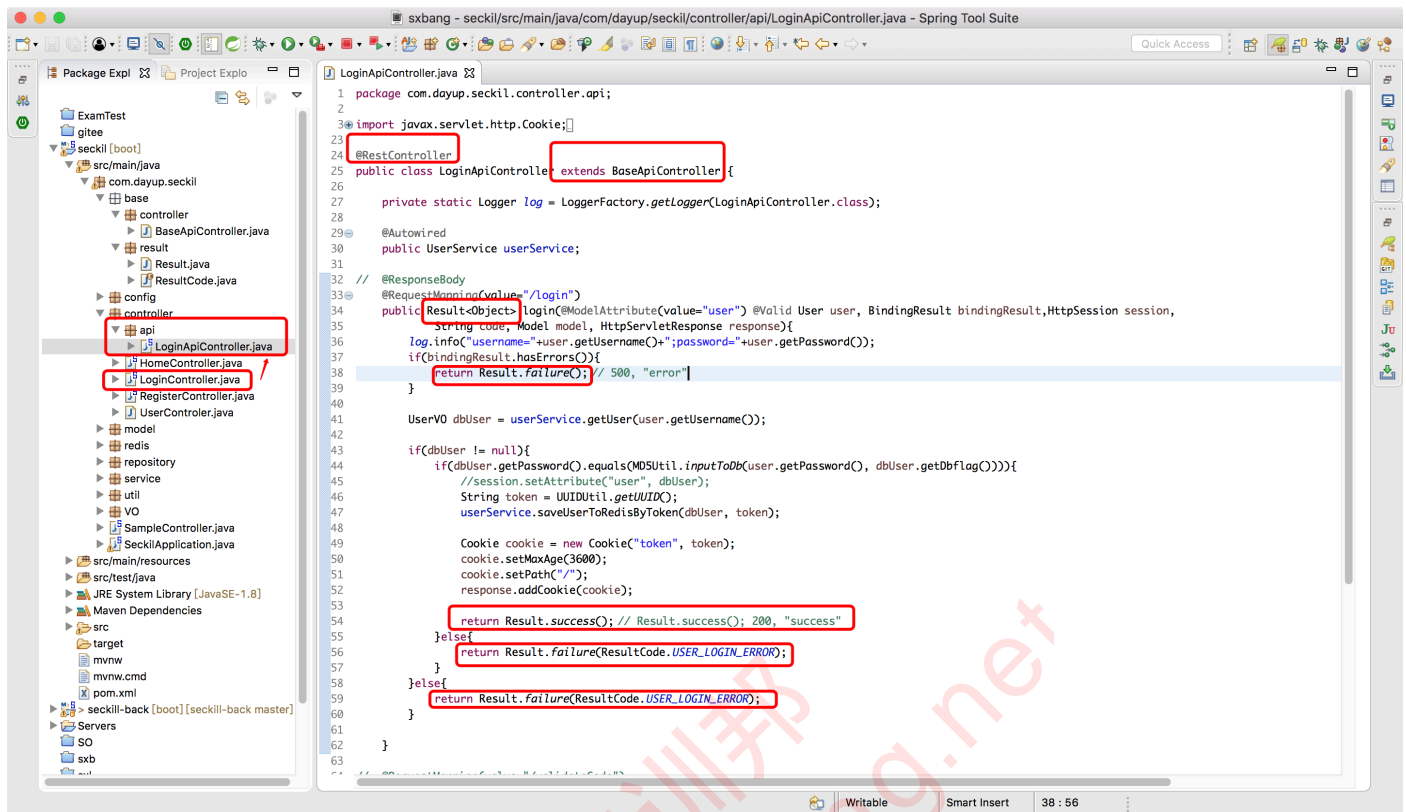 sxbang - seckil/src/main/java/com/dayup/seckil/controller/api/LoginApiController.java - Spring Tool Suite
Quick Access
Package Expl
Project Explo
ExamTest
gitee
seckil [boot]
src/main/java
com.dayup.seckil
base
controller
BaseApiController.java
result
Result.java
ResultCode.java
config
controller
api
LoginApiController.java
HomeController.java
LoginController.java
RegisterController.java
UserControler.java
model
redis
repository
service
util
VO
SampleController.java
SeckilApplication.java
src/main/resources
src/test/java
JRE System Library [JavaSE-1.8]
Maven Dependencies
src
target
mvnw
mvnw.cmd
pom.xml
> seckill-back [boot] [seckill-back master]
Servers
SO
sxb
LoginApiController.java
1 package com.dayup.seckil.controller.api;
2
3 import javax.servlet.http.Cookie;
23
24 @RestController
25 public class LoginApiController extends BaseApiController {
26
27 private static Logger log = LoggerFactory.getLogger(LoginApiController.class);
28
29 @Autowired
30 public UserService userService;
31
32 // @ResponseBody
33 @RequestMapping(value="/login")
34 public Result<Object> login(@ModelAttribute(value="user") @Valid User user, BindingResult bindingResult,HttpSession session,
35 String code, Model model, HttpServletResponse response){
36 log.info("username="+user.getUsername()+";password="+user.getPassword());
37 if(bindingResult.hasErrors()){
38 return Result.failure(); // 500, "error"
39 }
40
41 UserVO dbUser = userService.getUser(user.getUsername());
42
43 if(dbUser != null){
44 if(dbUser.getPassword().equals(MD5Util.inputToDb(user.getPassword(), dbUser.getDbflag()))){
45 //session.setAttribute("user", dbUser);
46 String token = UUIDUtil.getUUID();
47 userService.saveUserToRedisByToken(dbUser, token);
48
49 Cookie cookie = new Cookie("token", token);
50 cookie.setMaxAge(3600);
51 cookie.setPath("/");
52 response.addCookie(cookie);
53
54 return Result.success(); // Result.success(); 200, "success"
55 }else{
56 return Result.failure(ResultCode.USER_LOGIN_ERROR);
57 }
58 }else{
59 return Result.failure(ResultCode.USER_LOGIN_ERROR);
60 }
61
62 }
63
Writable
Smart Insert
38 : 56